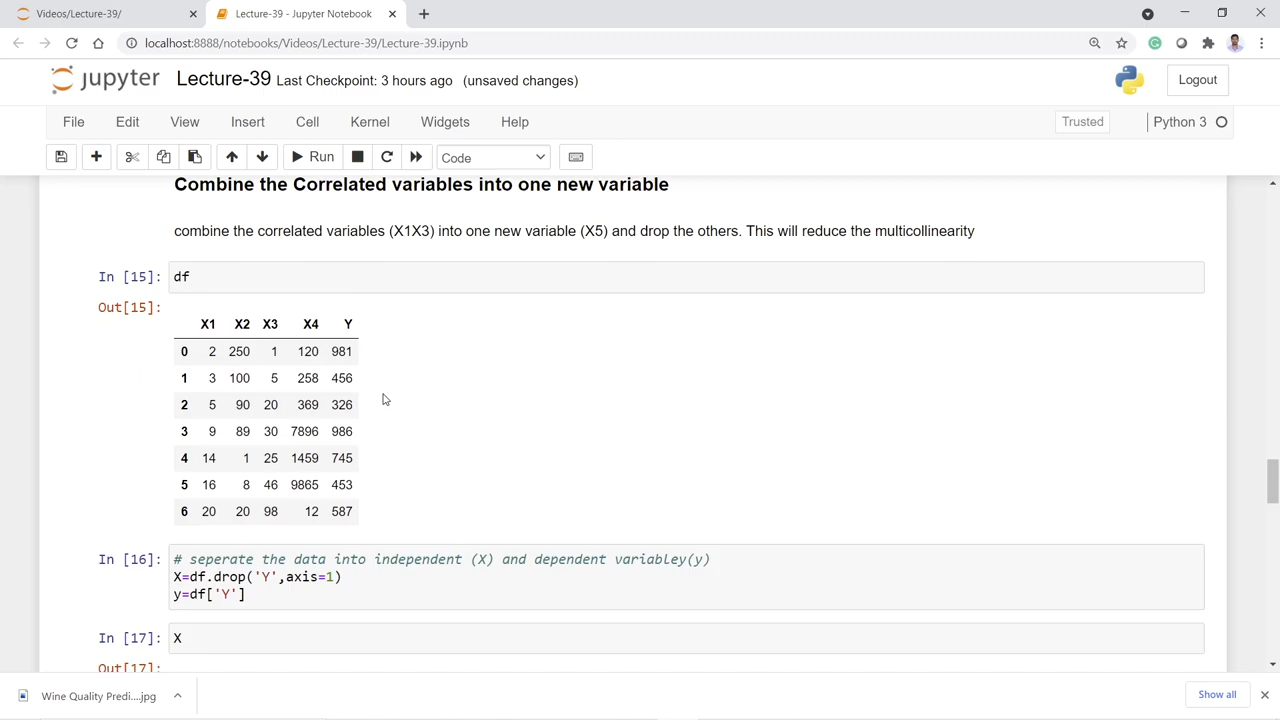 Videos/Lecture-39/
Lecture-39 - Jupyter Notebook
localhost:8888/notebooks/Videos/Lecture-39/Lecture-39.ipynb
jupyter Lecture-39 Last Checkpoint: 3 hours ago (unsaved changes) Logout
File Edit View Insert Cell Kernel Widgets Help Trusted Python 3
Run Code
Combine the Correlated variables into one new variable
combine the correlated variables (X1X3) into one new variable (X5) and drop the others. This will reduce the multicollinearity
In [15]: df
Out[15]:
X1 X2 X3 X4 Y
0 2 250 1 120 981
1 3 100 5 258 456
2 5 90 20 369 326
3 9 89 30 7896 986
4 14 1 25 1459 745
5 16 8 46 9865 453
6 20 20 98 12 587
In [16]: # seperate the data into independent (X) and dependent variabley(y)
X=df.drop('Y',axis=1)
y=df['Y']
In [17]: X
Out[17]:
Wine Quality Predi....jpg Show all